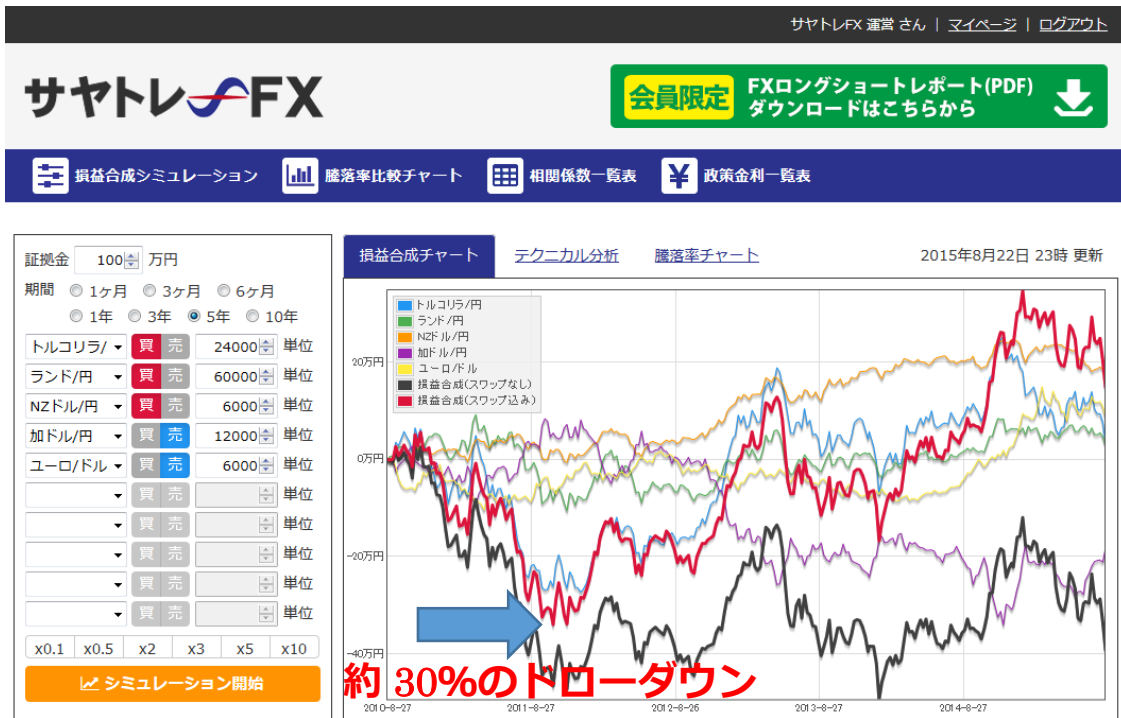 サヤトレFX 運営 さん | マイページ | ログアウト
サヤトレFX
会員限定 FXロングショートレポート(PDF)
ダウンロードはこちらから
損益合成シミュレーション 騰落率比較チャート 相関係数一覧表 ¥ 政策金利一覧表
証拠金 100 万円
期間 1ヶ月 3ヶ月 6ヶ月
1年 3年 5年 10年
トルコリラ/ 買 売 24000 単位
ランド/円 買 売 60000 単位
NZドル/円 買 売 6000 単位
加ドル/円 買 売 12000 単位
ユーロ/ドル 買 売 6000 単位
買 売 単位
買 売 単位
買 売 単位
買 売 単位
買 売 単位
x0.1 x0.5 x2 x3 x5 x10
シミュレーション開始
損益合成チャート テクニカル分析 騰落率チャート 2015年8月22日 23時 更新
トルコリラ/円
ランド/円
NZドル/円
加ドル/円
ユーロ/ドル
損益合成(スワップなし)
損益合成(スワップ込み)
20万円
0万円
-20万円
-40万円
約 30%のドローダウン
2010-8-27 2011-8-27 2012-8-26 2013-8-27 2014-8-27